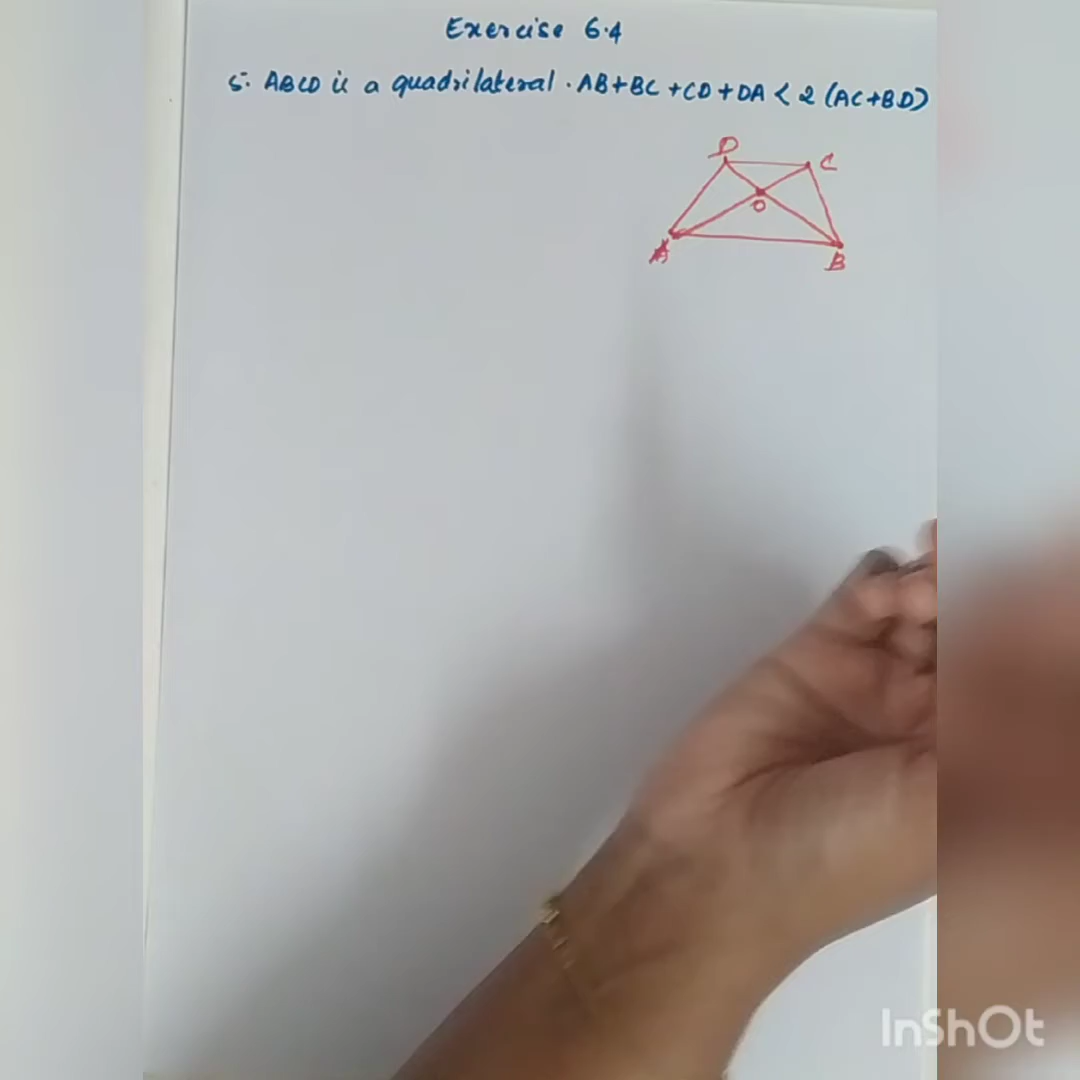 Exercise 6.4
5. ABCD is a quadrilateral. AB+BC+CD+DA < 2 (AC+BD)
D C
O
A B
InShOt